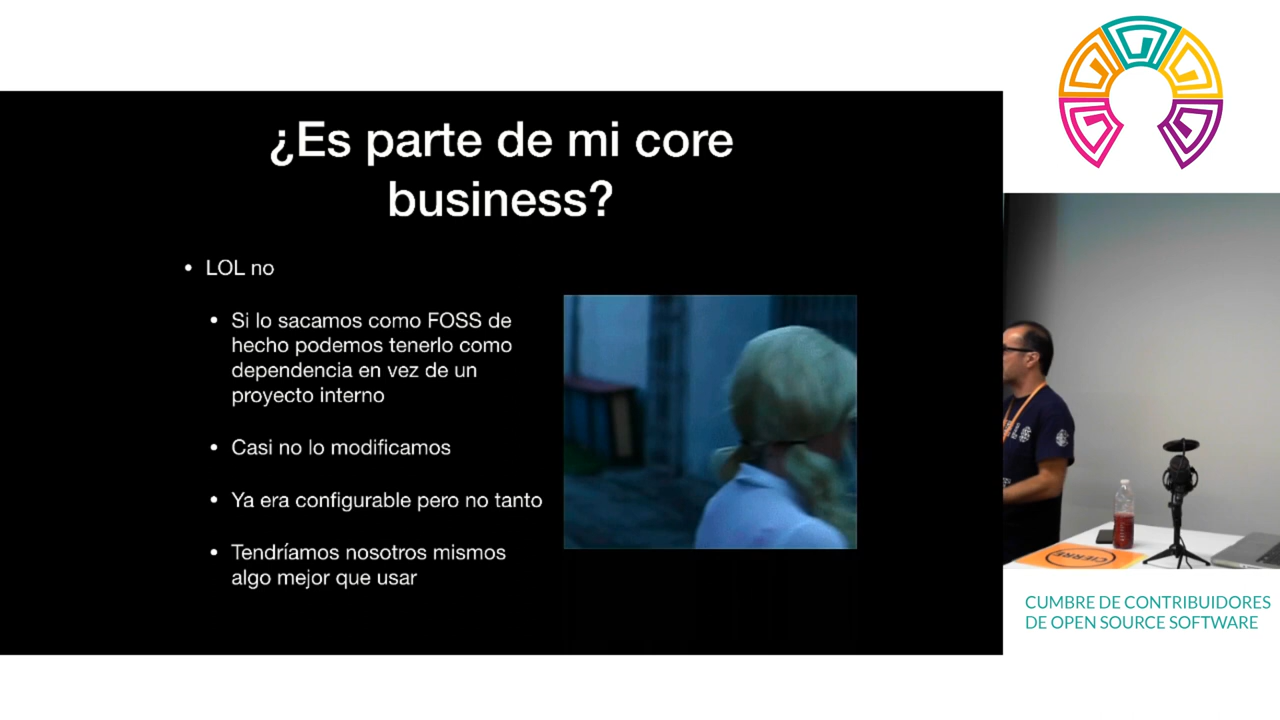 ¿Es parte de mi core
business?
• LOL no
• Si lo sacamos como FOSS de
hecho podemos tenerlo como
dependencia en vez de un
proyecto interno
• Casi no lo modificamos
• Ya era configurable pero no tanto
• Tendríamos nosotros mismos
algo mejor que usar
CIERRE
CUMBRE DE CONTRIBUIDORES
DE OPEN SOURCE SOFTWARE